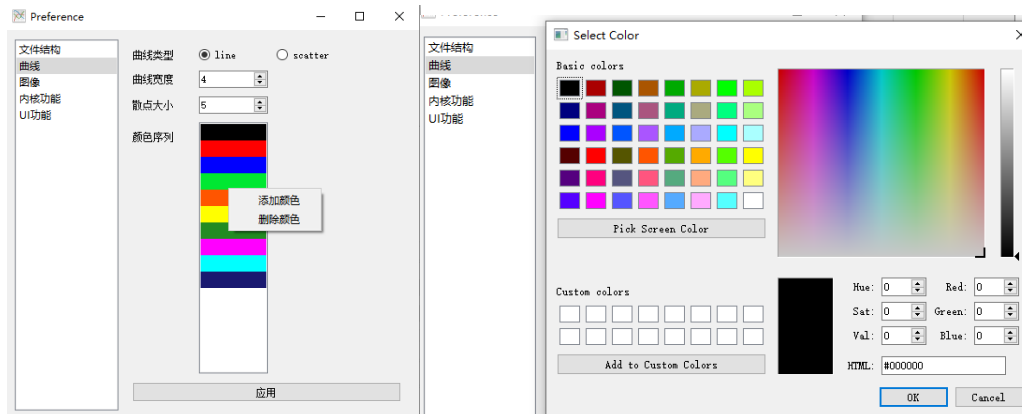 Preference
文件结构
曲线
图像
内核功能
UI功能
曲线类型 line scatter
曲线宽度 4
散点大小 5
颜色序列
添加颜色
删除颜色
应用
文件结构
曲线
图像
内核功能
UI功能
Select Color
Basic colors
Pick Screen Color
Custom colors
Add to Custom Colors
Hue: 0 Red: 0
Sat: 0 Green: 0
Val: 0 Blue: 0
HTML: #000000
OK Cancel